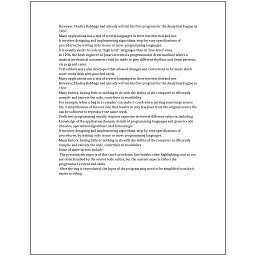 However, Charles Babbage had already written his first program for the Analytical Engine in
1837.
Many applications use a mix of several languages in their construction and use.
It involves designing and implementing algorithms, step-by-step specifications of
procedures, by writing code in one or more programming languages.
It is usually easier to code in "high-level" languages than in "low-level" ones.
In 1206, the Arab engineer Al-Jazari invented a programmable drum machine where a
musical mechanical automaton could be made to play different rhythms and drum patterns,
via pegs and cams.
Text editors were also developed that allowed changes and corrections to be made much
more easily than with punched cards.
Many applications use a mix of several languages in their construction and use.
However, Charles Babbage had already written his first program for the Analytical Engine in
1837.
Many factors, having little or nothing to do with the ability of the computer to efficiently
compile and execute the code, contribute to readability.
For example, when a bug in a compiler can make it crash when parsing some large source
file, a simplification of the test case that results in only few lines from the original source file
can be sufficient to reproduce the same crash.
Proficient programming usually requires expertise in several different subjects, including
knowledge of the application domain, details of programming languages and generic code
libraries, specialized algorithms, and formal logic.
It involves designing and implementing algorithms, step-by-step specifications of
procedures, by writing code in one or more programming languages.
Many factors, having little or nothing to do with the ability of the computer to efficiently
compile and execute the code, contribute to readability.
Some of these factors include:
The presentation aspects of this (such as indents, line breaks, color highlighting, and so on)
are often handled by the source code editor, but the content aspects reflect the
programmer's talent and skills.
After the bug is reproduced, the input of the program may need to be simplified to make it
easier to debug.